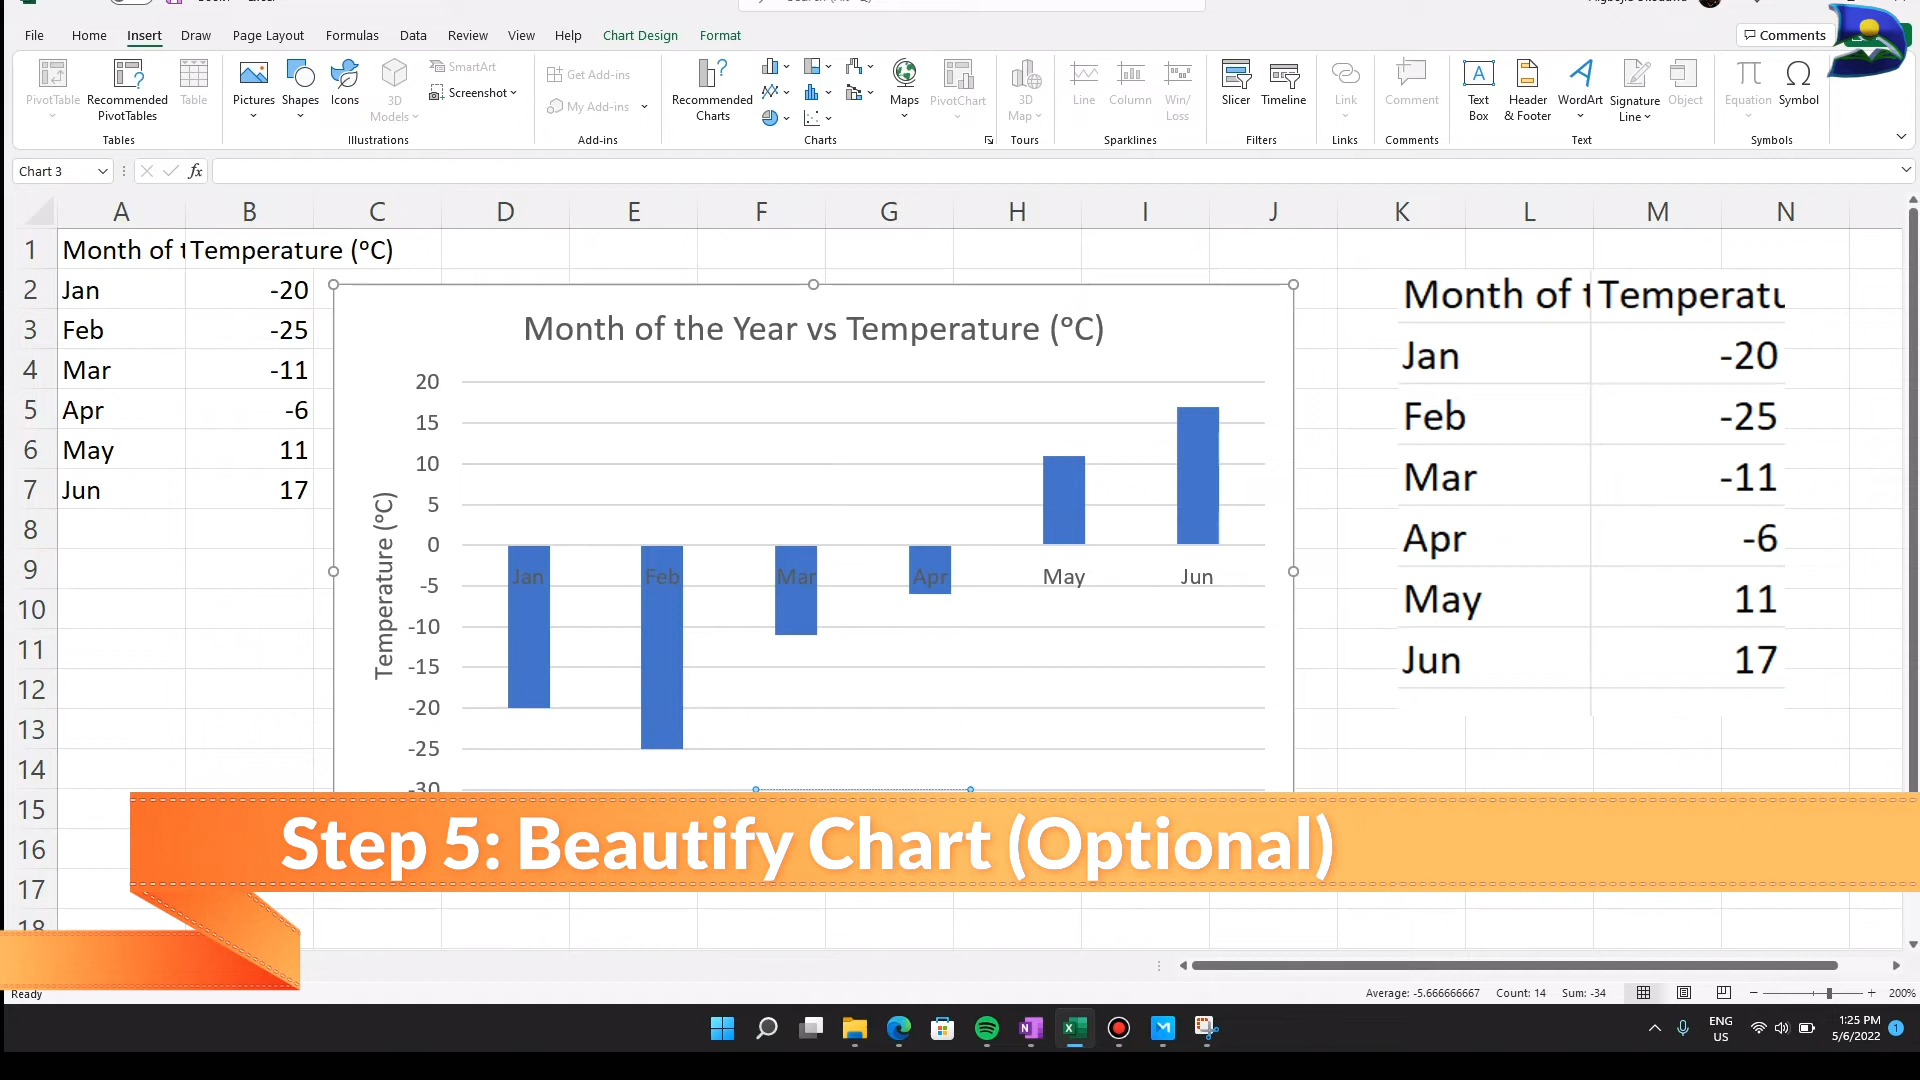 File Home Insert Draw Page Layout Formulas Data Review View Help Chart Design Format
Comments
PivotTable Recommended PivotTables Table
Tables
Pictures Shapes Icons 3D Models SmartArt Screenshot
Illustrations
Get Add-ins
My Add-ins
Add-ins
Recommended Charts
Maps PivotChart
Charts
3D Map
Tours
Line Column Win/Loss
Sparklines
Slicer Timeline
Filters
Link
Links
Comment
Comments
Text Box Header & Footer WordArt Signature Line Object
Text
Equation Symbol
Symbols
Chart 3 fx
A B C D E F G H I J K L M N
1 Month of t Temperature (°C)
2 Jan -20
3 Feb -25
4 Mar -11
5 Apr -6
6 May 11
7 Jun 17
8
9
10
11
12
13
14
15
16
17
18
Month of the Year vs Temperature (°C)
Temperature (°C)
20
15
10
5
0
-5
-10
-15
-20
-25
-30
Jan Feb Mar Apr May Jun
Month of t Temperatu
Jan -20
Feb -25
Mar -11
Apr -6
May 11
Jun 17
Step 5: Beautify Chart (Optional)
Ready
Average: -5.666666667 Count: 14 Sum: -34
200%
ENG
US
1:25 PM
5/6/2022
1